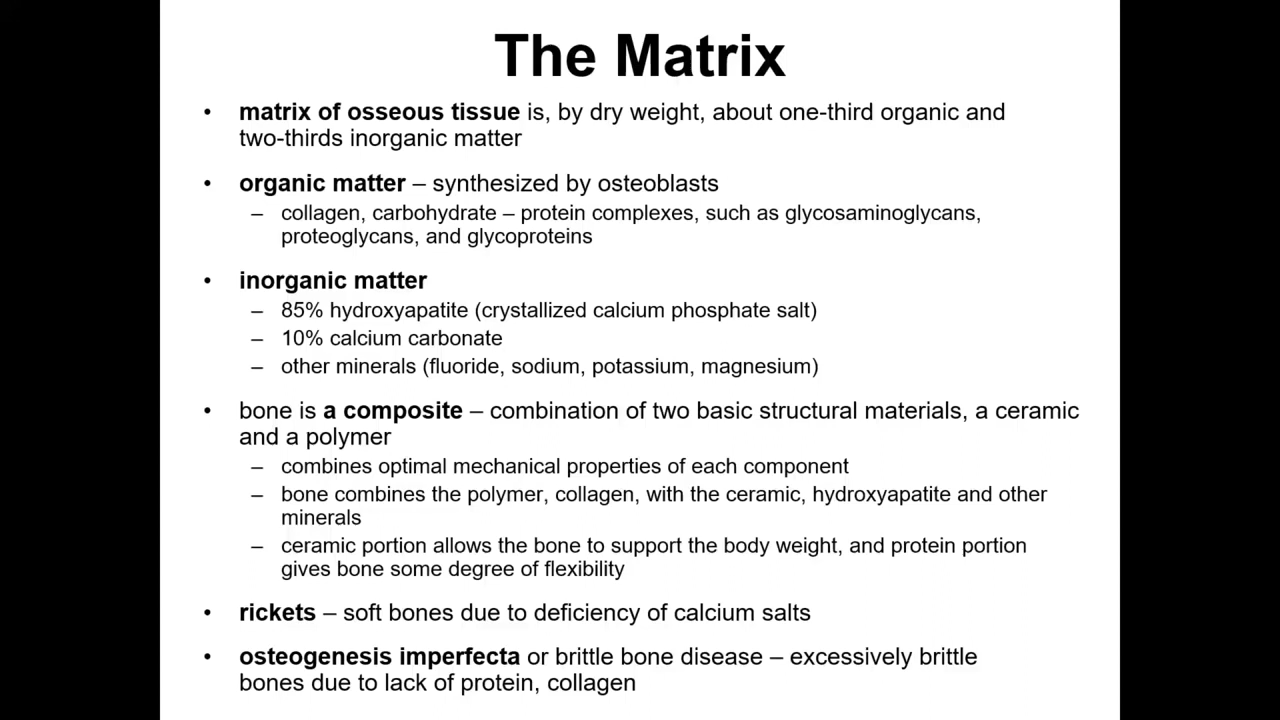 The Matrix
• matrix of osseous tissue is, by dry weight, about one-third organic and
two-thirds inorganic matter
• organic matter – synthesized by osteoblasts
– collagen, carbohydrate – protein complexes, such as glycosaminoglycans,
proteoglycans, and glycoproteins
• inorganic matter
– 85% hydroxyapatite (crystallized calcium phosphate salt)
– 10% calcium carbonate
– other minerals (fluoride, sodium, potassium, magnesium)
• bone is a composite – combination of two basic structural materials, a ceramic
and a polymer
– combines optimal mechanical properties of each component
– bone combines the polymer, collagen, with the ceramic, hydroxyapatite and other
minerals
– ceramic portion allows the bone to support the body weight, and protein portion
gives bone some degree of flexibility
• rickets – soft bones due to deficiency of calcium salts
• osteogenesis imperfecta or brittle bone disease – excessively brittle
bones due to lack of protein, collagen